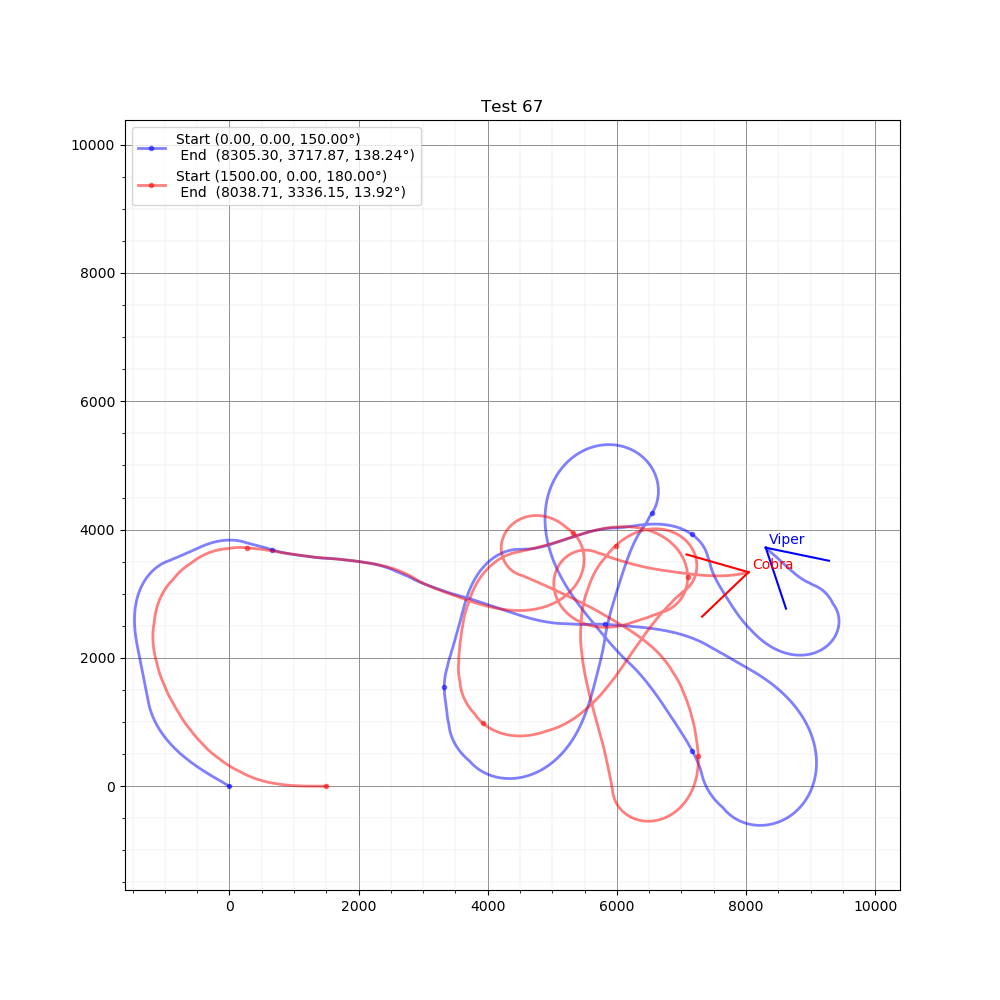 Test 67
Start (0.00, 0.00, 150.00°)
End  (8305.30, 3717.87, 138.24°)
Start (1500.00, 0.00, 180.00°)
End  (8038.71, 3336.15, 13.92°)
10000
8000
6000
4000
2000
0
Viper
Cobra
0 2000 4000 6000 8000 10000